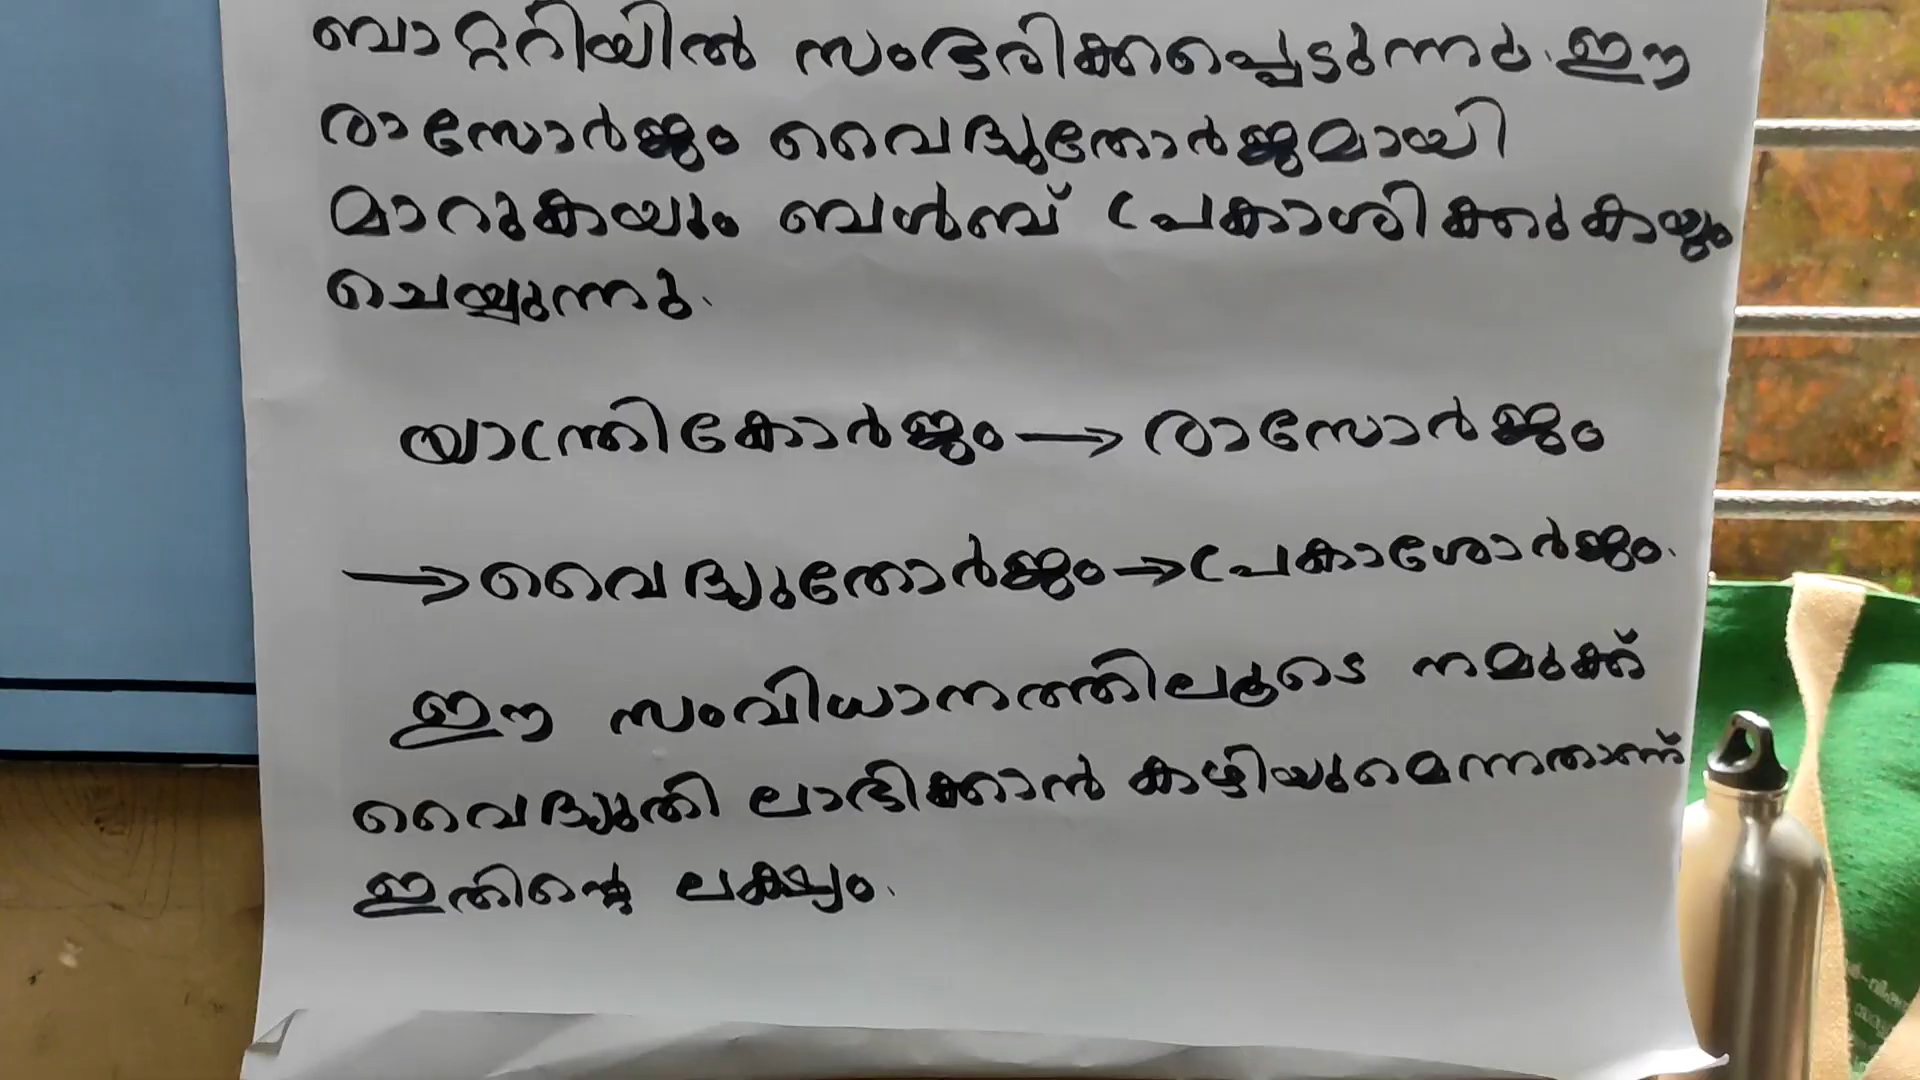 ബാറ്ററിയിൽ സംഭരിക്കപ്പെടുന്നു. ഈ
രാസോർജ്ജം വൈദ്യുതോർജ്ജമായി
മാറുകയും ബൾബ് പ്രകാശിക്കുകയും
ചെയ്യുന്നു.
യാന്ത്രികോർജ്ജം → രാസോർജ്ജം
→ വൈദ്യുതോർജ്ജം → പ്രകാശോർജ്ജം.
ഈ സംവിധാനത്തിലൂടെ നമുക്ക്
വൈദ്യുതി ലാഭിക്കാൻ കഴിയുമെന്നതാണ്
ഇതിന്റെ ലക്ഷ്യം.